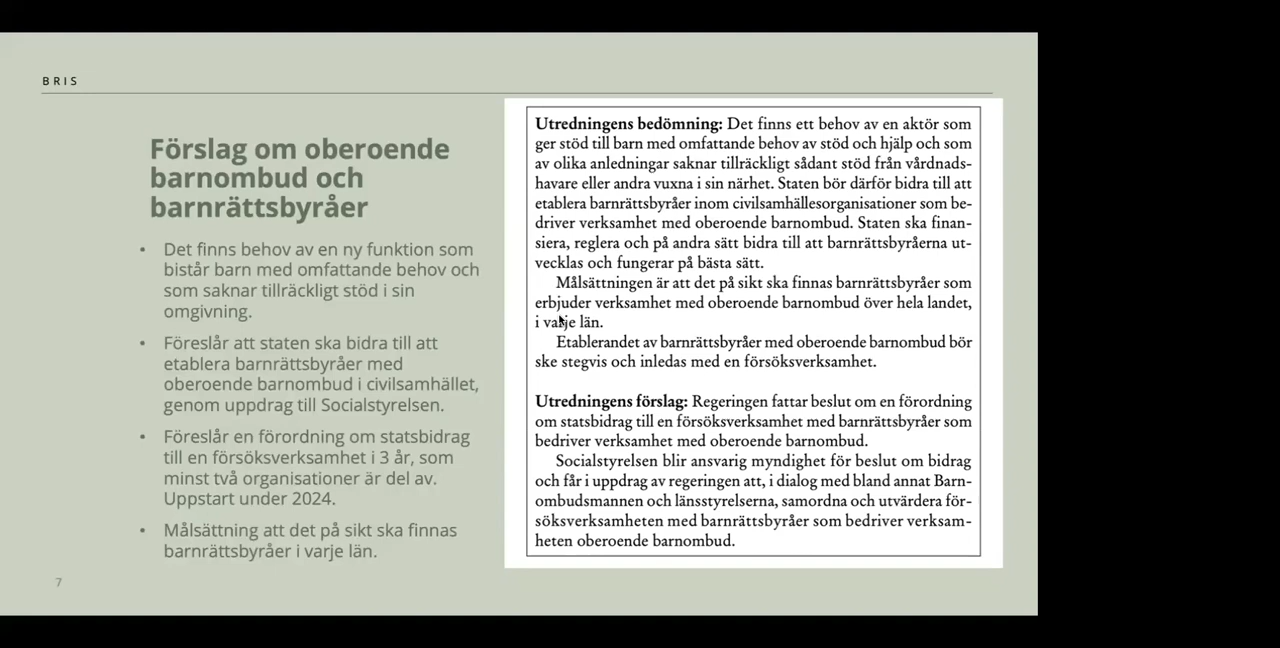 BRIS
Förslag om oberoende
barnombud och
barnrättsbyråer
• Det finns behov av en ny funktion som
bistår barn med omfattande behov och
som saknar tillräckligt stöd i sin
omgivning.
• Föreslår att staten ska bidra till att
etablera barnrättsbyråer med
oberoende barnombud i civilsamhället,
genom uppdrag till Socialstyrelsen.
• Föreslår en förordning om statsbidrag
till en försöksverksamhet i 3 år, som
minst två organisationer är del av.
Uppstart under 2024.
• Målsättning att det på sikt ska finnas
barnrättsbyråer i varje län.
7
Utredningens bedömning: Det finns ett behov av en aktör som
ger stöd till barn med omfattande behov av stöd och hjälp och som
av olika anledningar saknar tillräckligt sådant stöd från vårdnads-
havare eller andra vuxna i sin närhet. Staten bör därför bidra till att
etablera barnrättsbyråer inom civilsamhällesorganisationer som be-
driver verksamhet med oberoende barnombud. Staten ska finan-
siera, reglera och på andra sätt bidra till att barnrättsbyråerna ut-
vecklas och fungerar på bästa sätt.
Målsättningen är att det på sikt ska finnas barnrättsbyråer som
erbjuder verksamhet med oberoende barnombud över hela landet,
i varje län.
Etablerandet av barnrättsbyråer med oberoende barnombud bör
ske stegvis och inledas med en försöksverksamhet.
Utredningens förslag: Regeringen fattar beslut om en förordning
om statsbidrag till en försöksverksamhet med barnrättsbyråer som
bedriver verksamhet med oberoende barnombud.
Socialstyrelsen blir ansvarig myndighet för beslut om bidrag
och får i uppdrag av regeringen att, i dialog med bland annat Barn-
ombudsmannen och länsstyrelserna, samordna och utvärdera för-
söksverksamheten med barnrättsbyråer som bedriver verksam-
heten oberoende barnombud.